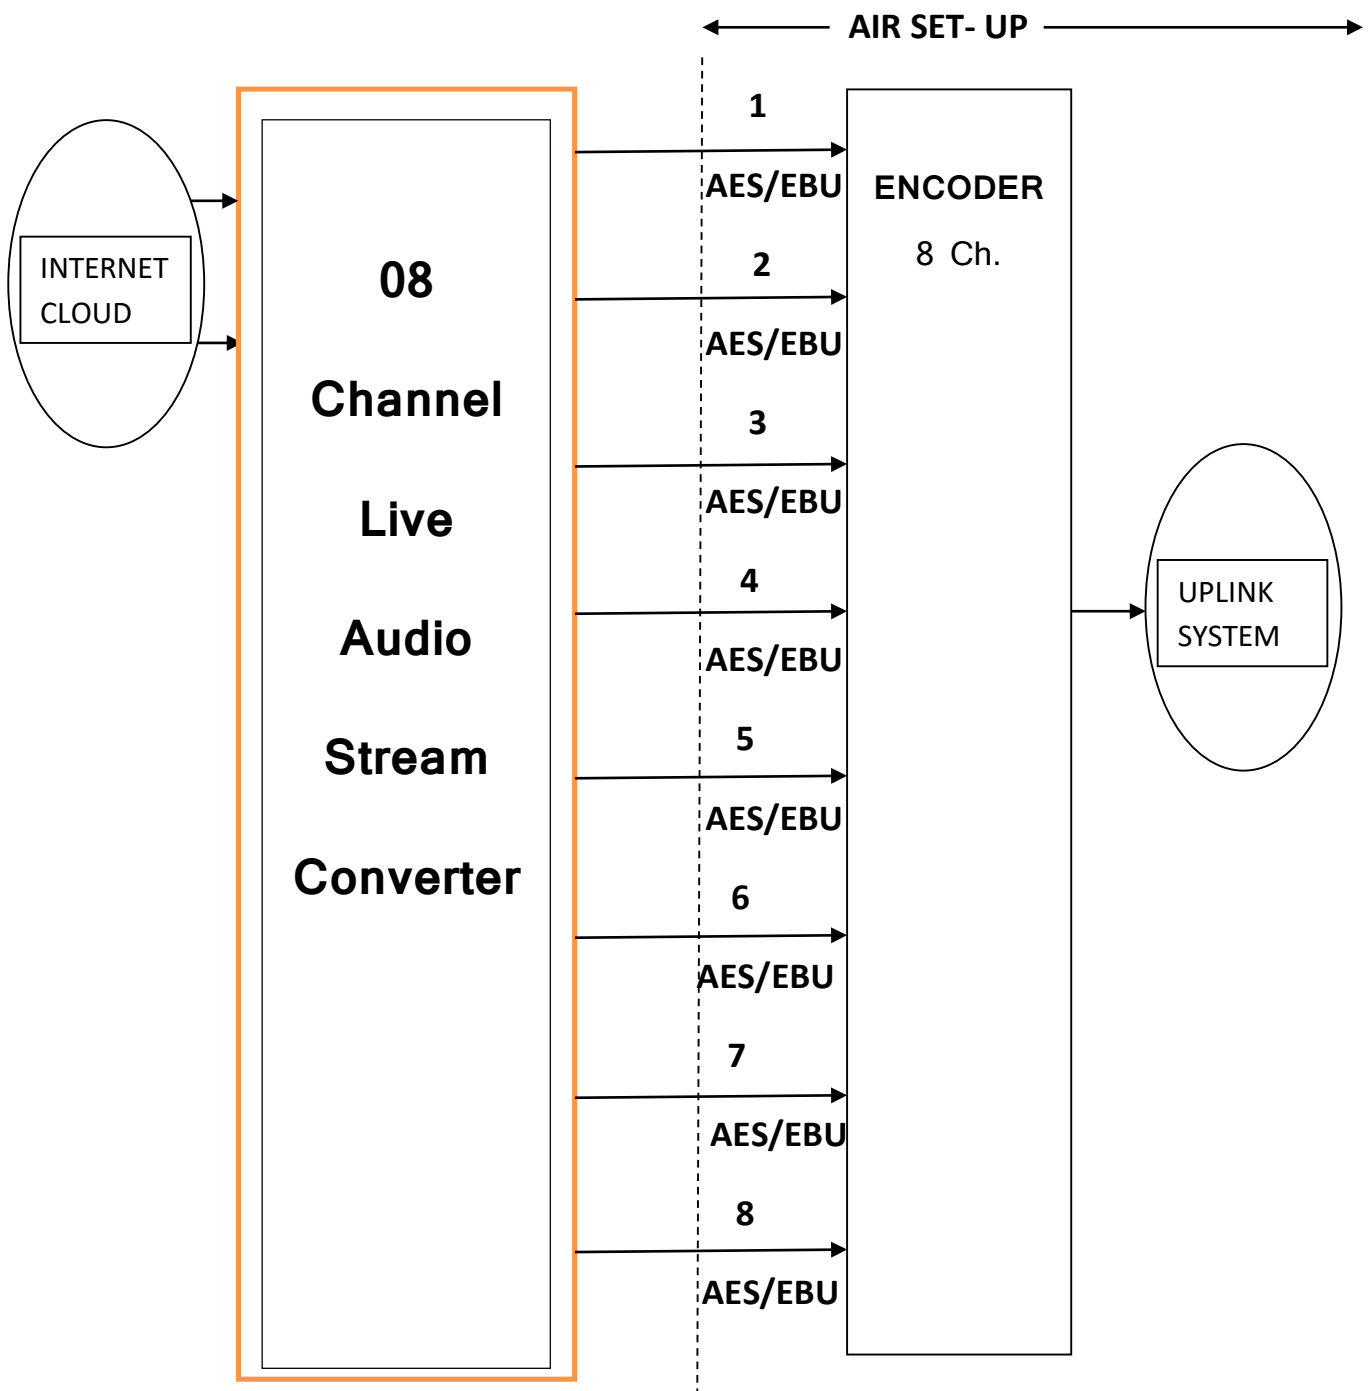 AIR SET- UP
INTERNET
CLOUD
08
Channel
Live
Audio
Stream
Converter
1
AES/EBU
2
AES/EBU
3
AES/EBU
4
AES/EBU
5
AES/EBU
6
AES/EBU
7
AES/EBU
8
AES/EBU
ENCODER
8 Ch.
UPLINK
SYSTEM